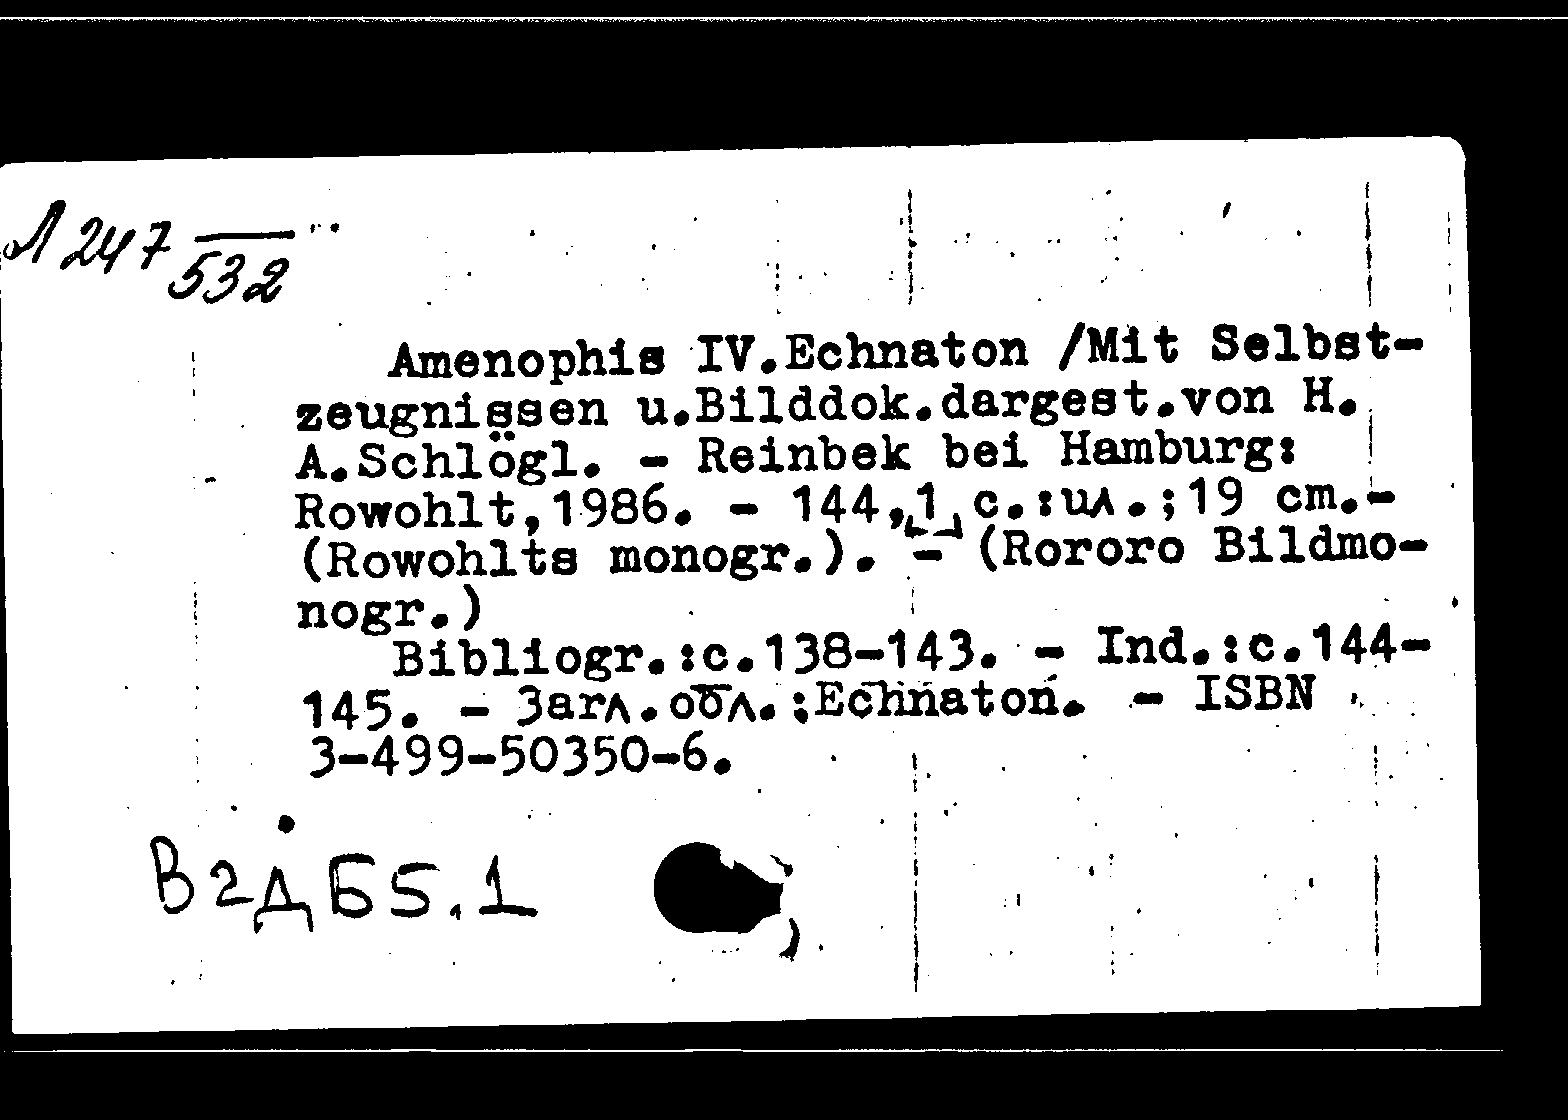 Л 247
532
Amenophis IV.Echnaton /Mit Selbst-
zeugnissen u.Bilddok.dargest.von H.
A.Schlögl. - Reinbek bei Hamburg:
Rowohlt,1986. - 144,[1] c.:ил.;19 cm.-
(Rowohlts monogr.). - (Rororo Bildmo-
nogr.)
Bibliogr.:c.138-143. - Ind.:c.144-
145. - Загл.обл.:Echnaton. - ISBN
3-499-50350-6.
В2дБ5.1